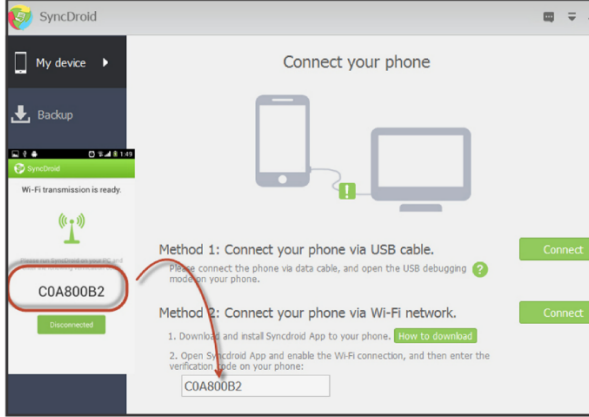 SyncDroid
My device
Connect your phone
Backup
1:49
SyncDroid
Wi-Fi transmission is ready.
C0A800B2
Disconnected
Method 1: Connect your phone via USB cable.
Connect
Please connect the phone via data cable, and open the USB debugging
mode on your phone.
?
Method 2: Connect your phone via Wi-Fi network.
Connect
1. Download and install Syncdroid App to your phone. How to download
2. Open Syncdroid App and enable the Wi-Fi connection, and then enter the
verification code on your phone:
C0A800B2